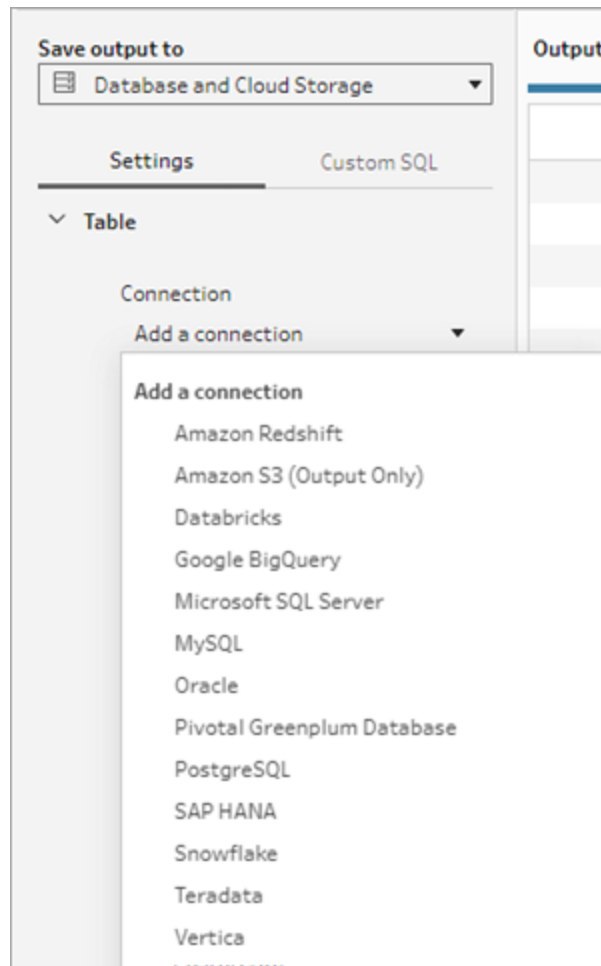 Save output to
Database and Cloud Storage
Settings
Custom SQL
Table
Connection
Add a connection
Add a connection
Amazon Redshift
Amazon S3 (Output Only)
Databricks
Google BigQuery
Microsoft SQL Server
MySQL
Oracle
Pivotal Greenplum Database
PostgreSQL
SAP HANA
Snowflake
Teradata
Vertica
Output